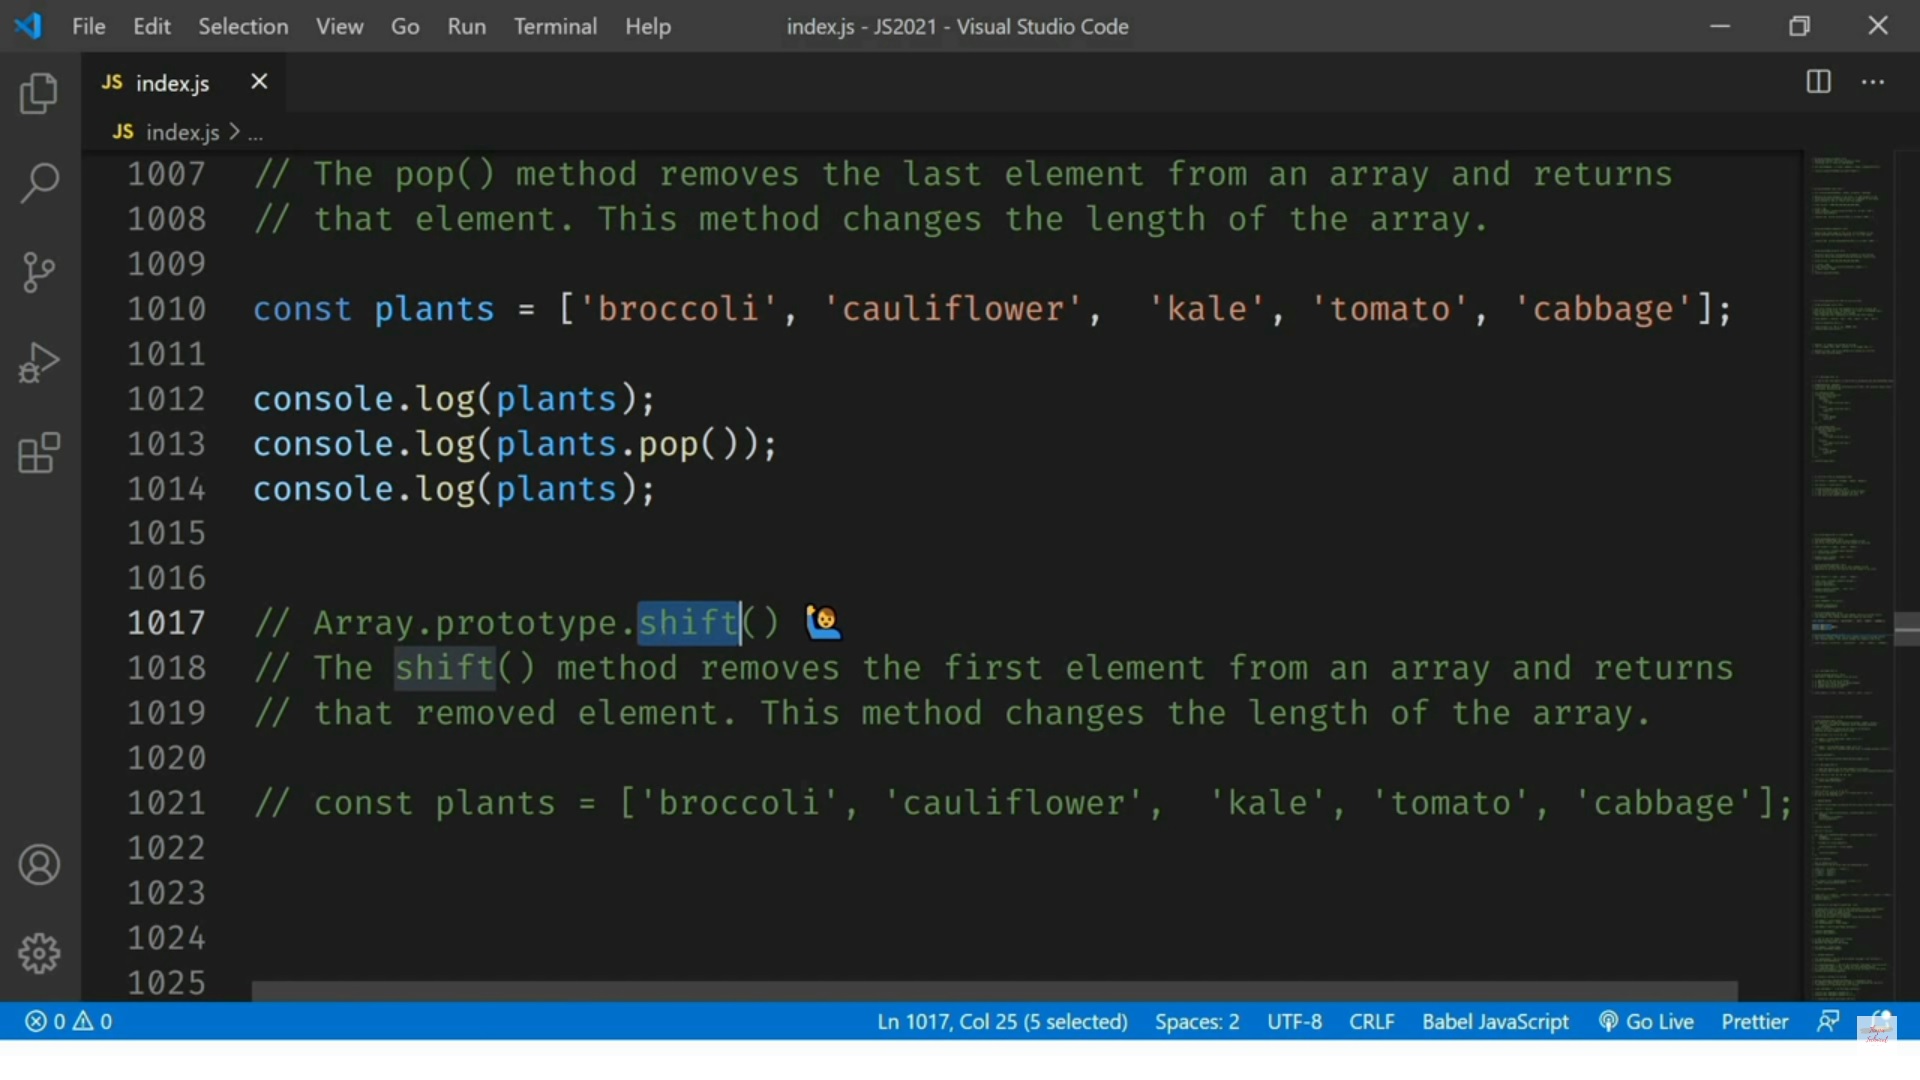 File Edit Selection View Go Run Terminal Help index.js - JS2021 - Visual Studio Code
JS index.js
JS index.js > ...
1007 // The pop() method removes the last element from an array and returns
1008 // that element. This method changes the length of the array.
1009
1010 const plants = ['broccoli', 'cauliflower',  'kale', 'tomato', 'cabbage'];
1011
1012 console.log(plants);
1013 console.log(plants.pop());
1014 console.log(plants);
1015
1016
1017 // Array.prototype.shift() 🙋
1018 // The shift() method removes the first element from an array and returns
1019 // that removed element. This method changes the length of the array.
1020
1021 // const plants = ['broccoli', 'cauliflower',  'kale', 'tomato', 'cabbage'];
1022
1023
1024
1025
0 0 Ln 1017, Col 25 (5 selected) Spaces: 2 UTF-8 CRLF Babel JavaScript Go Live Prettier